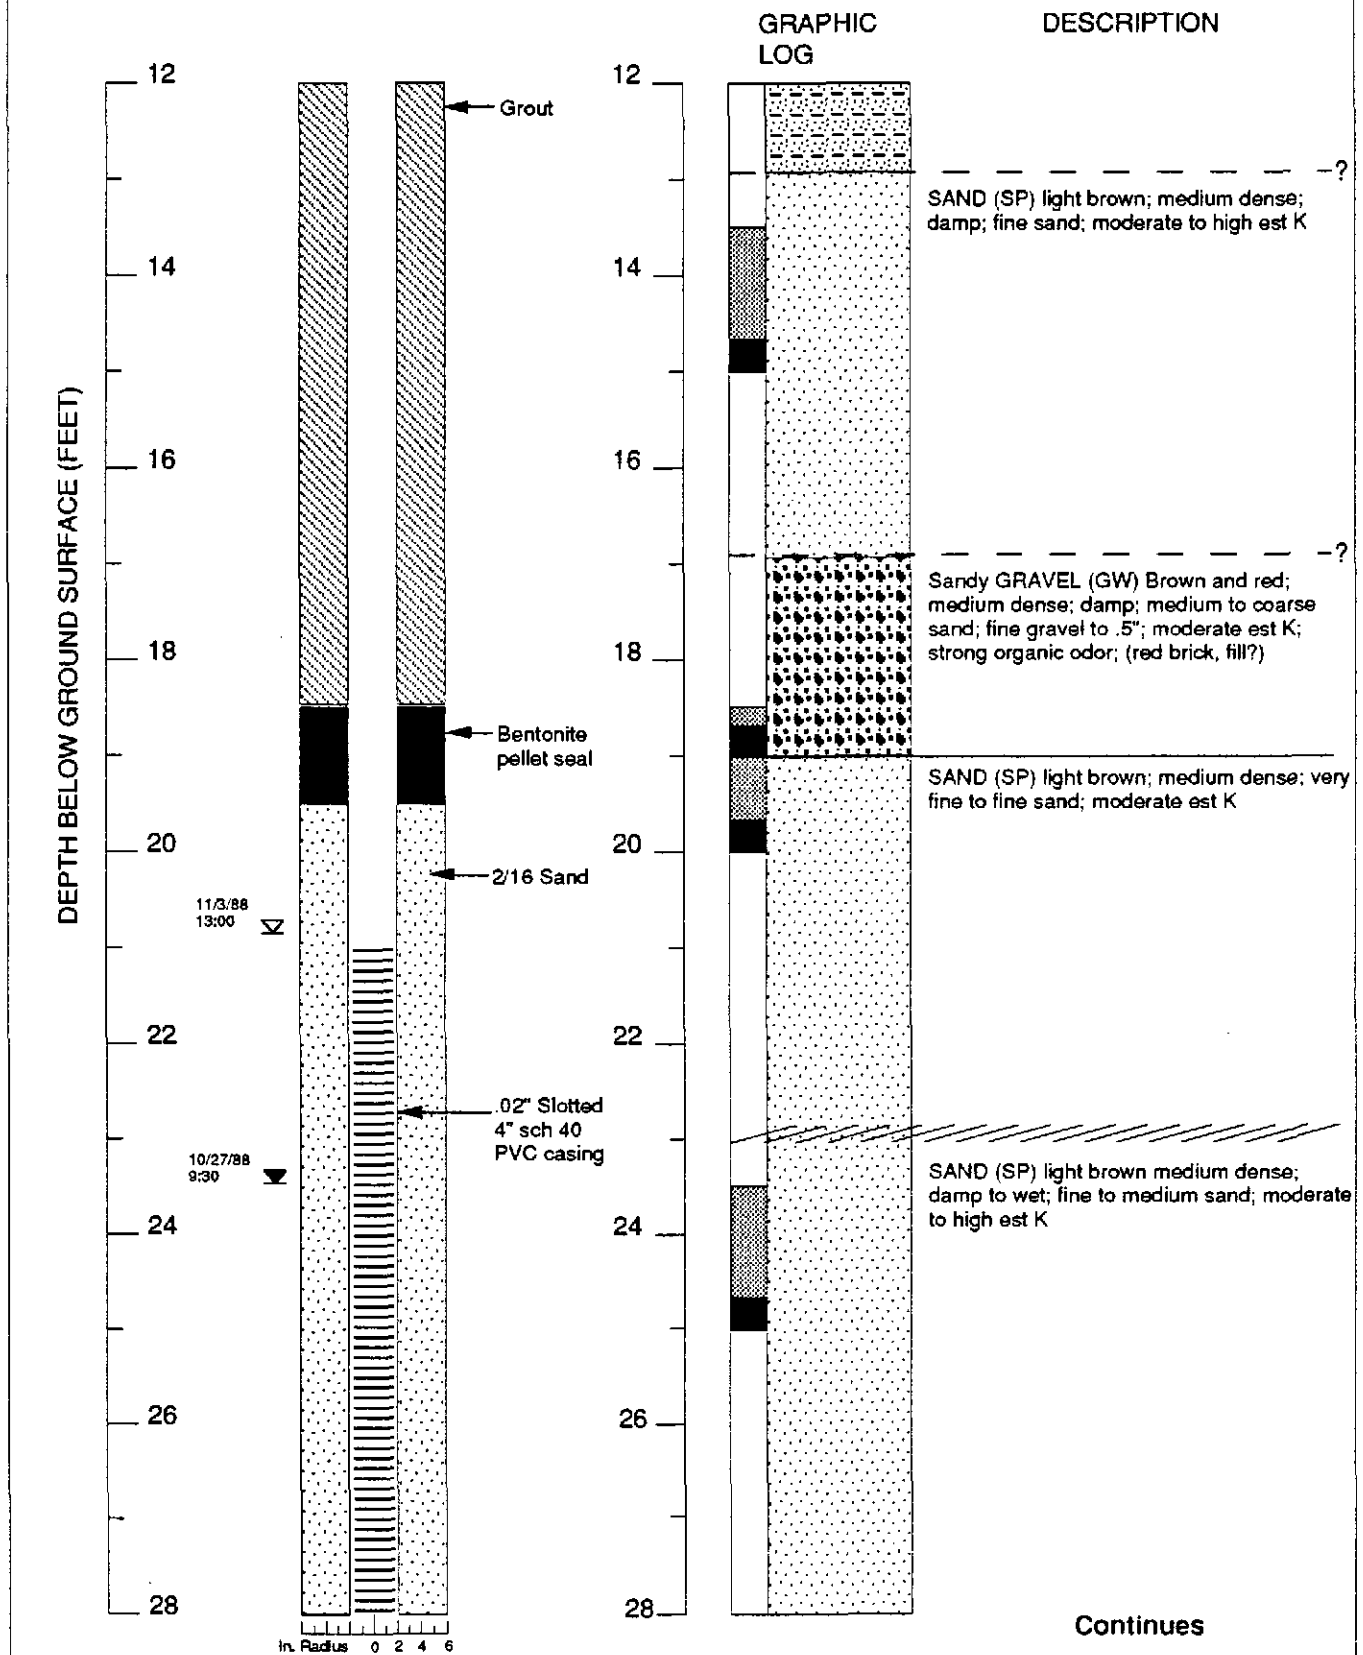 GRAPHIC
LOG
DESCRIPTION
DEPTH BELOW GROUND SURFACE (FEET)
12
14
16
18
20
22
24
26
28
Grout
Bentonite
pellet seal
2/16 Sand
11/3/88
13:00
.02" Slotted
4" sch 40
PVC casing
10/27/88
9:30
In. Radius 0 2 4 6
12
14
16
18
20
22
24
26
28
?
SAND (SP) light brown; medium dense;
damp; fine sand; moderate to high est K
?
Sandy GRAVEL (GW) Brown and red;
medium dense; damp; medium to coarse
sand; fine gravel to .5"; moderate est K;
strong organic odor; (red brick, fill?)
SAND (SP) light brown; medium dense; very
fine to fine sand; moderate est K
SAND (SP) light brown medium dense;
damp to wet; fine to medium sand; moderate
to high est K
Continues